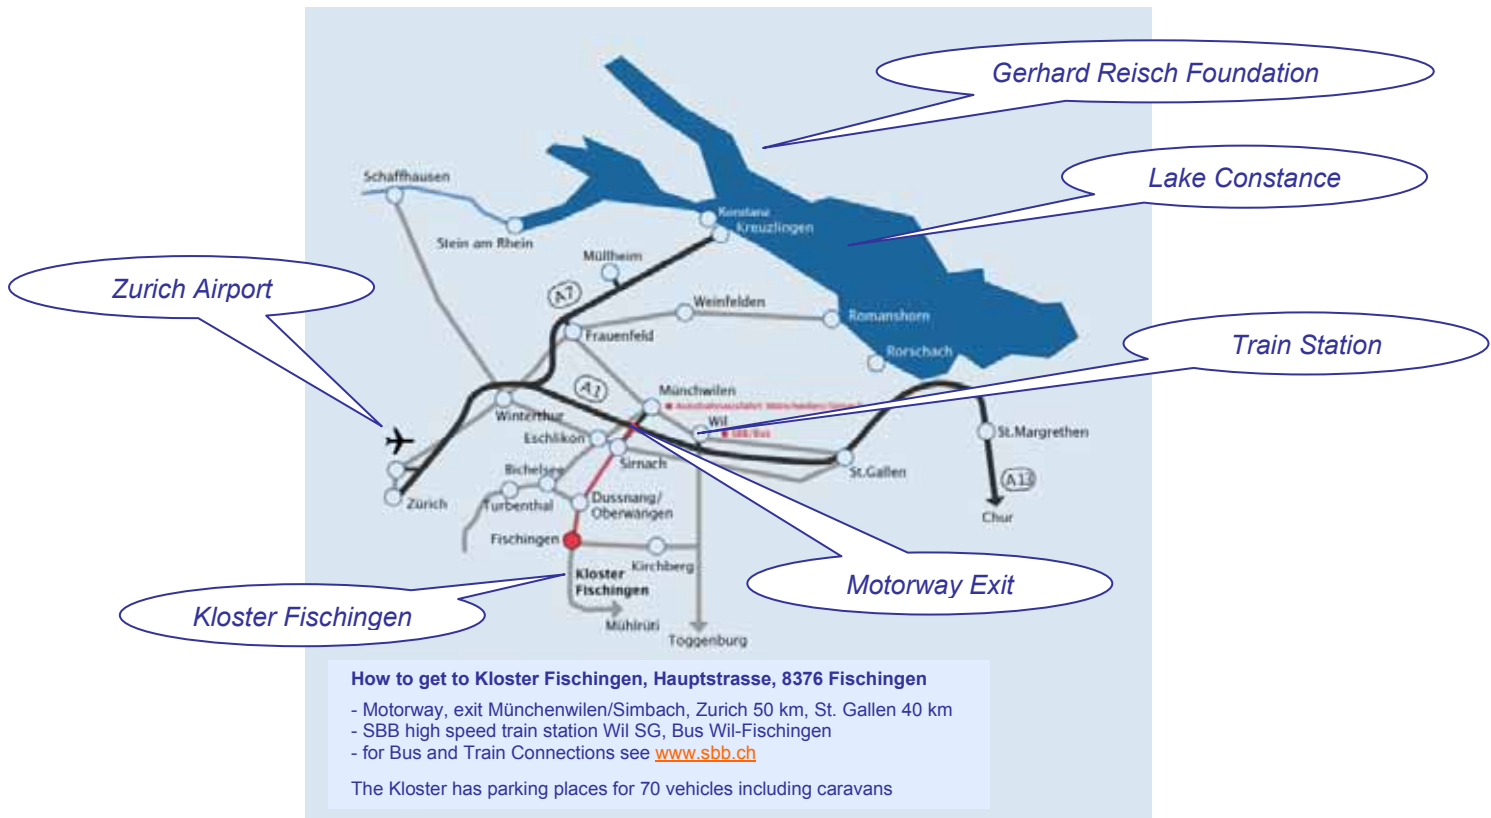 Gerhard Reisch Foundation
Lake Constance
Schaffhausen
Konstanz
Kreuzlingen
Stein am Rhein
Müllheim
Zurich Airport
A7
Weinfelden
Romanshorn
Frauenfeld
Rorschach
Train Station
A1
Münchwilen
Winterthur
Wil
SBB/Bus
St.Margrethen
Eschlikon
Sirnach
St.Gallen
Bichelsee
A13
Zürich
Turbenthal
Dussnang/
Oberwangen
Chur
Fischingen
Kirchberg
Kloster
Fischingen
Motorway Exit
Kloster Fischingen
Mühlrüti
Toggenburg
How to get to Kloster Fischingen, Hauptstrasse, 8376 Fischingen
- Motorway, exit Münchenwilen/Simbach, Zurich 50 km, St. Gallen 40 km
- SBB high speed train station Wil SG, Bus Wil-Fischingen
- for Bus and Train Connections see www.sbb.ch
The Kloster has parking places for 70 vehicles including caravans